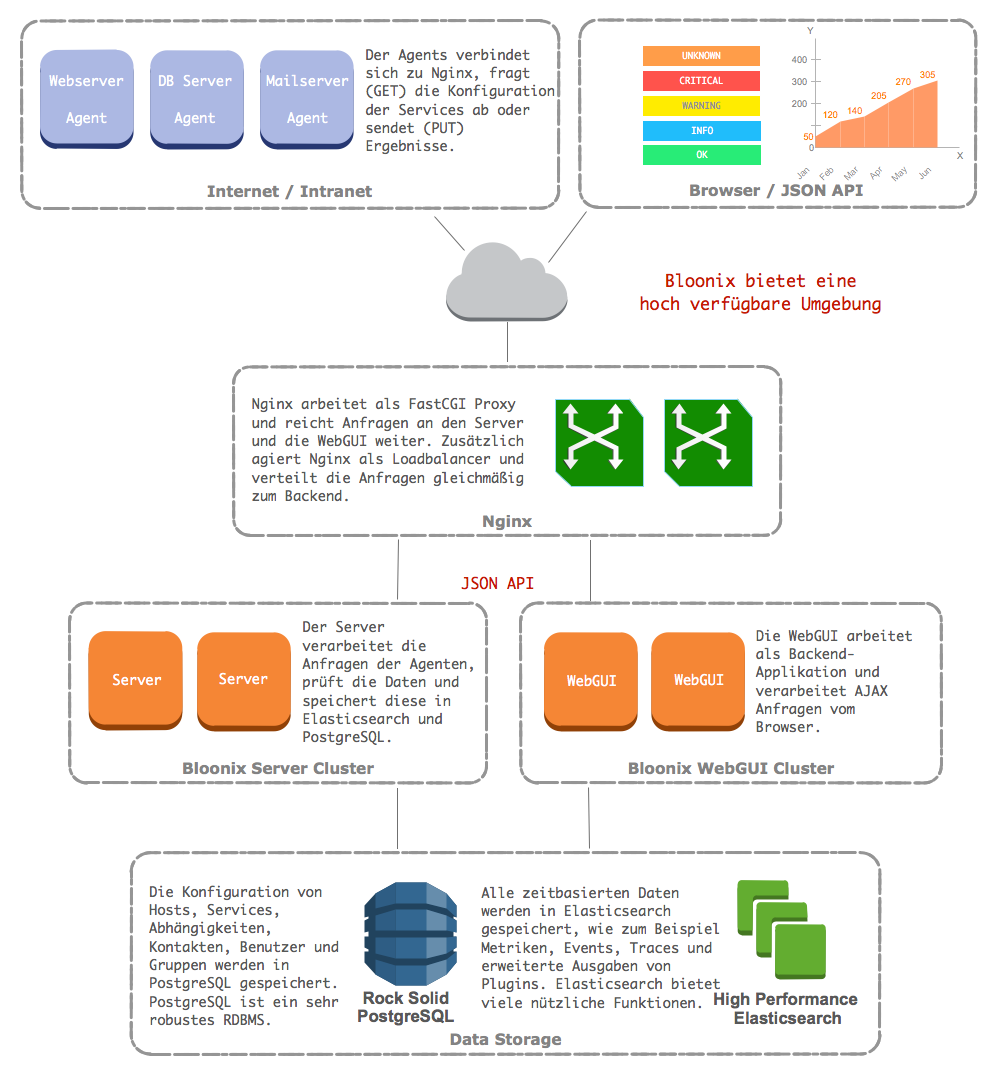 Webserver
Agent
DB Server
Agent
Mailserver
Agent
Der Agents verbindet
sich zu Nginx, fragt
(GET) die Konfiguration
der Services ab oder
sendet (PUT)
Ergebnisse.
Internet / Intranet
UNKNOWN
CRITICAL
WARNING
INFO
OK
Y
400
200
0
50
120
140
205
270
305
X
Jan
Feb
Mar
Apr
May
Jun
Browser / JSON API
Bloonix bietet eine
hoch verfügbare Umgebung
Nginx arbeitet als FastCGI Proxy
und reicht Anfragen an den Server
und die WebGUI weiter. Zusätzlich
agiert Nginx als Loadbalancer und
verteilt die Anfragen gleichmäßig
zum Backend.
Nginx
JSON API
Server
Server
Der Server
verarbeitet die
Anfragen der Agenten,
prüft die Daten und
speichert diese in
Elasticsearch und
PostgreSQL.
Bloonix Server Cluster
WebGUI
WebGUI
Die WebGUI arbeitet
als Backend-
Applikation und
verarbeitet AJAX
Anfragen vom
Browser.
Bloonix WebGUI Cluster
Die Konfiguration von
Hosts, Services,
Abhängigkeiten,
Kontakten, Benutzer und
Gruppen werden in
PostgreSQL gespeichert.
PostgreSQL ist ein sehr
robustes RDBMS.
Rock Solid
PostgreSQL
Alle zeitbasierten Daten
werden in Elasticsearch
gespeichert, wie zum Beispiel
Metriken, Events, Traces und
erweiterte Ausgaben von
Plugins. Elasticsearch bietet
viele nützliche Funktionen.
High Performance
Elasticsearch
Data Storage